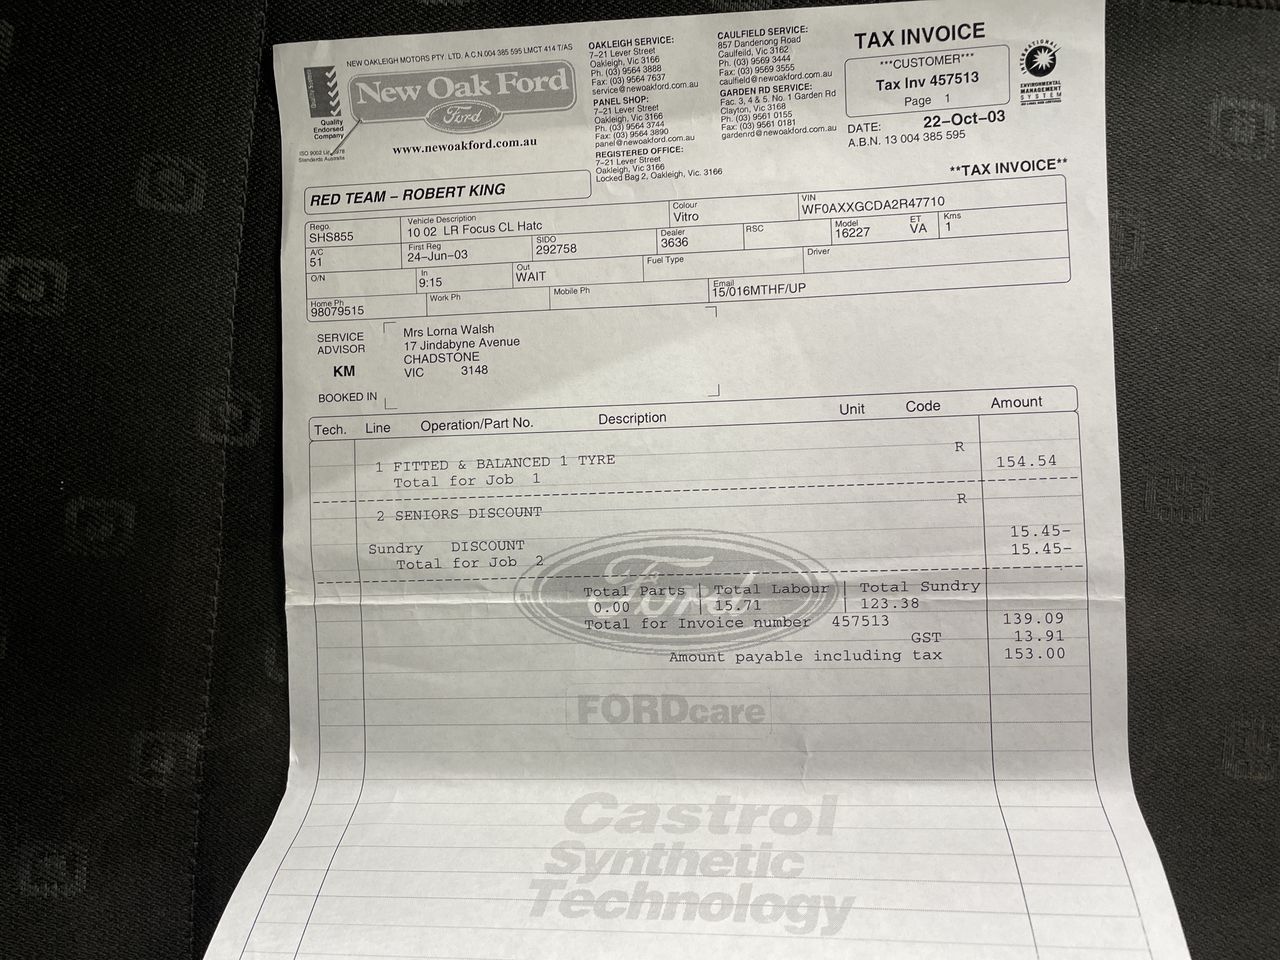 NEW OAKLEIGH MOTORS PTY. LTD. A.C.N.004 385 595 LMCT 414 T/AS
New Oak Ford
Ford
Quality
Endorsed
Company
ISO 9002
Standards Australia
www.newoakford.com.au
OAKLEIGH SERVICE:
7-21 Lever Street
Oakleigh, Vic 3166
Ph. (03) 9564 3888
Fax: (03) 9564 7637
service@newoakford.com.au
PANEL SHOP:
7-21 Lever Street
Oakleigh, Vic 3166
Ph. (03) 9564 3744
Fax: (03) 9564 3890
panel@newoakford.com.au
REGISTERED OFFICE:
7-21 Lever Street
Oakleigh, Vic 3166
Locked Bag 2, Oakleigh, Vic. 3166
CAULFIELD SERVICE:
857 Dandenong Road
Caulfeild, Vic 3162
Ph. (03) 9569 3444
Fax: (03) 9569 3555
caulfield@newoakford.com.au
GARDEN RD SERVICE:
Fac. 3, 4 & 5. No. 1 Garden Rd
Clayton, Vic 3168
Ph. (03) 9561 0155
Fax: (03) 9561 0181
gardenrd@newoakford.com.au
TAX INVOICE
***CUSTOMER***
Tax Inv 457513
Page 1
INTERNATIONAL
ENVIRONMENTAL
MANAGEMENT
SYSTEM
DATE: 22-Oct-03
A.B.N. 13 004 385 595
**TAX INVOICE**
RED TEAM – ROBERT KING
Rego. SHS855
Vehicle Description 10 02 LR Focus CL Hatc
Colour Vitro
VIN WF0AXXGCDA2R47710
A/C 51
First Reg 24-Jun-03
SIDO 292758
Dealer 3636
RSC
Model 16227
ET VA
Kms 1
O/N
In 9:15
Out WAIT
Fuel Type
Driver
Home Ph 98079515
Work Ph
Mobile Ph
Email 15/016MTHF/UP
SERVICE
ADVISOR
KM
BOOKED IN
Mrs Lorna Walsh
17 Jindabyne Avenue
CHADSTONE
VIC 3148
Tech. Line Operation/Part No. Description Unit Code Amount
1 FITTED & BALANCED 1 TYRE R
Total for Job 1 154.54
2 SENIORS DISCOUNT R
Sundry DISCOUNT 15.45-
Total for Job 2 15.45-
Ford
Total Parts | Total Labour | Total Sundry
0.00 | 15.71 | 123.38
Total for Invoice number 457513 139.09
GST 13.91
Amount payable including tax 153.00
FORDcare
Castrol
Synthetic
Technology